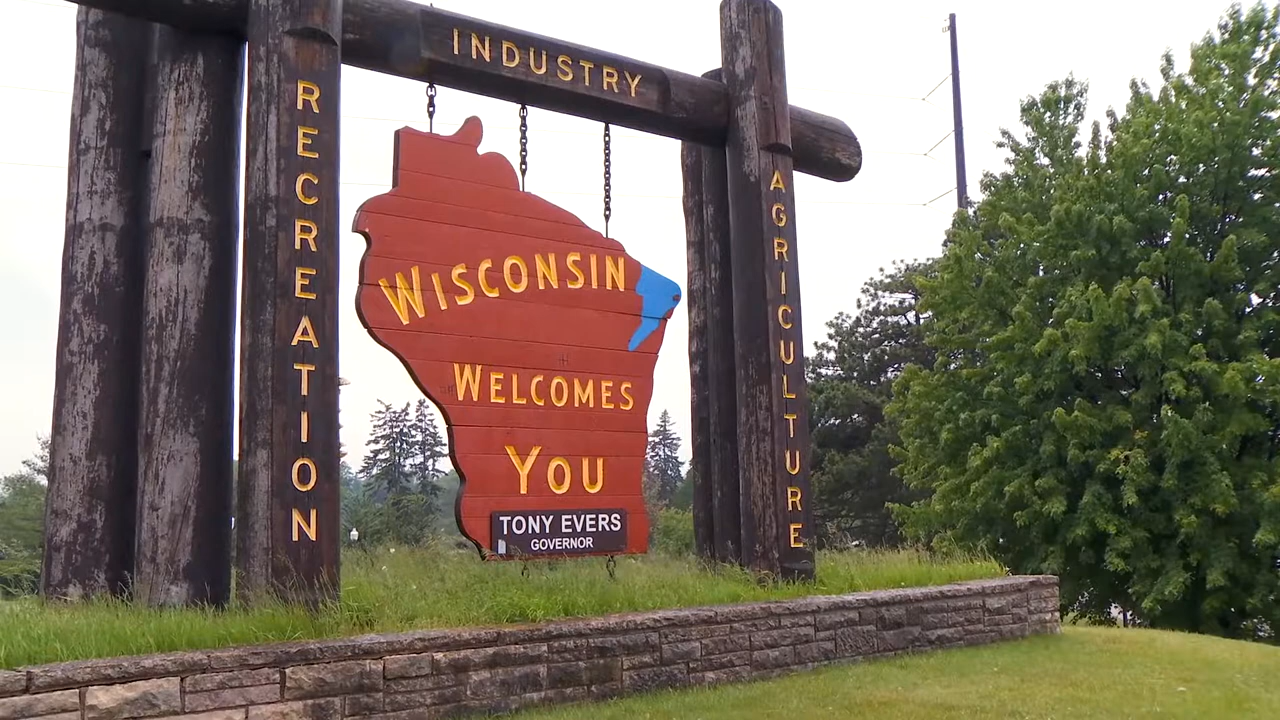 INDUSTRY
RECREATION
WISCONSIN
WELCOMES
YOU
TONY EVERS
GOVERNOR
AGRICULTURE